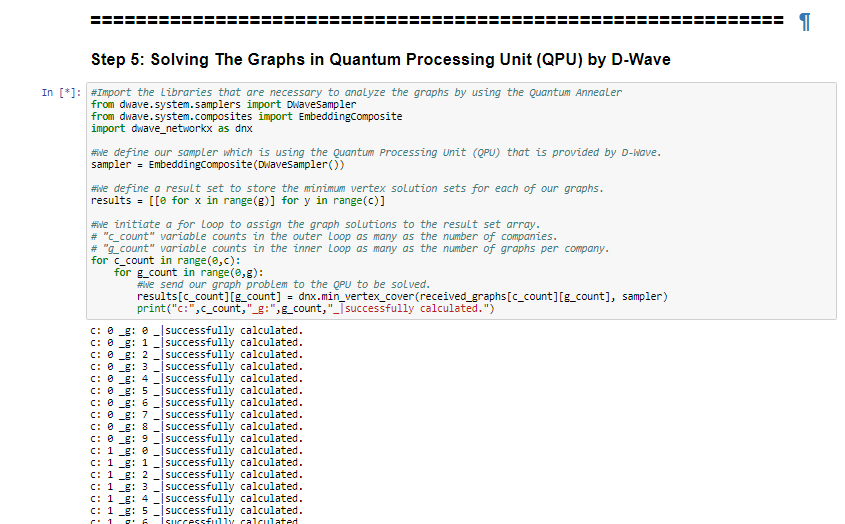 ================================================================ ¶
Step 5: Solving The Graphs in Quantum Processing Unit (QPU) by D-Wave
In [*]: #Import the Libraries that are necessary to analyze the graphs by using the Quantum Annealer
from dwave.system.samplers import DWaveSampler
from dwave.system.composites import EmbeddingComposite
import dwave_networkx as dnx
#We define our sampler which is using the Quantum Processing Unit (QPU) that is provided by D-Wave.
sampler = EmbeddingComposite(DWaveSampler())
#We define a result set to store the minimum vertex solution sets for each of our graphs.
results = [[0 for x in range(g)] for y in range(c)]
#We initiate a for loop to assign the graph solutions to the result set array.
# "c_count" variable counts in the outer Loop as many as the number of companies.
# "g_count" variable counts in the inner Loop as many as the number of graphs per company.
for c_count in range(0,c):
    for g_count in range(0,g):
        #We send our graph problem to the QPU to be solved.
        results[c_count][g_count] = dnx.min_vertex_cover(received_graphs[c_count][g_count], sampler)
        print("c:",c_count,"_g:",g_count,"_|successfully calculated.")
c: 0 _g: 0 _|successfully calculated.
c: 0 _g: 1 _|successfully calculated.
c: 0 _g: 2 _|successfully calculated.
c: 0 _g: 3 _|successfully calculated.
c: 0 _g: 4 _|successfully calculated.
c: 0 _g: 5 _|successfully calculated.
c: 0 _g: 6 _|successfully calculated.
c: 0 _g: 7 _|successfully calculated.
c: 0 _g: 8 _|successfully calculated.
c: 0 _g: 9 _|successfully calculated.
c: 1 _g: 0 _|successfully calculated.
c: 1 _g: 1 _|successfully calculated.
c: 1 _g: 2 _|successfully calculated.
c: 1 _g: 3 _|successfully calculated.
c: 1 _g: 4 _|successfully calculated.
c: 1 _g: 5 _|successfully calculated.
c: 1 _g: 6 _|successfully calculated.